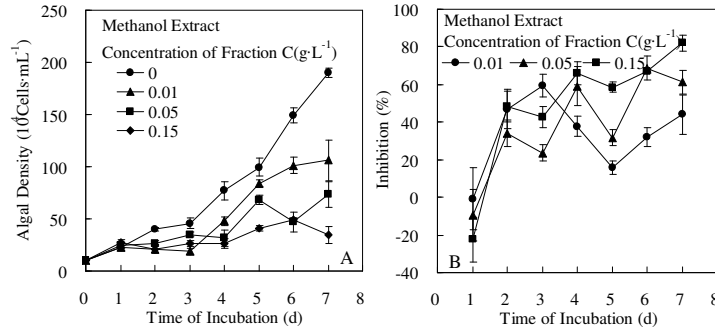 Methanol Extract
Concentration of Fraction C(g·L⁻¹)
0
0.01
0.05
0.15
Algal Density (10⁴Cells·mL⁻¹)
250
200
150
100
50
0
0 1 2 3 4 5 6 7 8
A
Time of Incubation (d)
Methanol Extract
Concentration of Fraction C(g·L⁻¹)
0.01 0.05 0.15
Inhibition (%)
100
80
60
40
20
0
-20
-40
0 1 2 3 4 5 6 7 8
B
Time of Incubation (d)